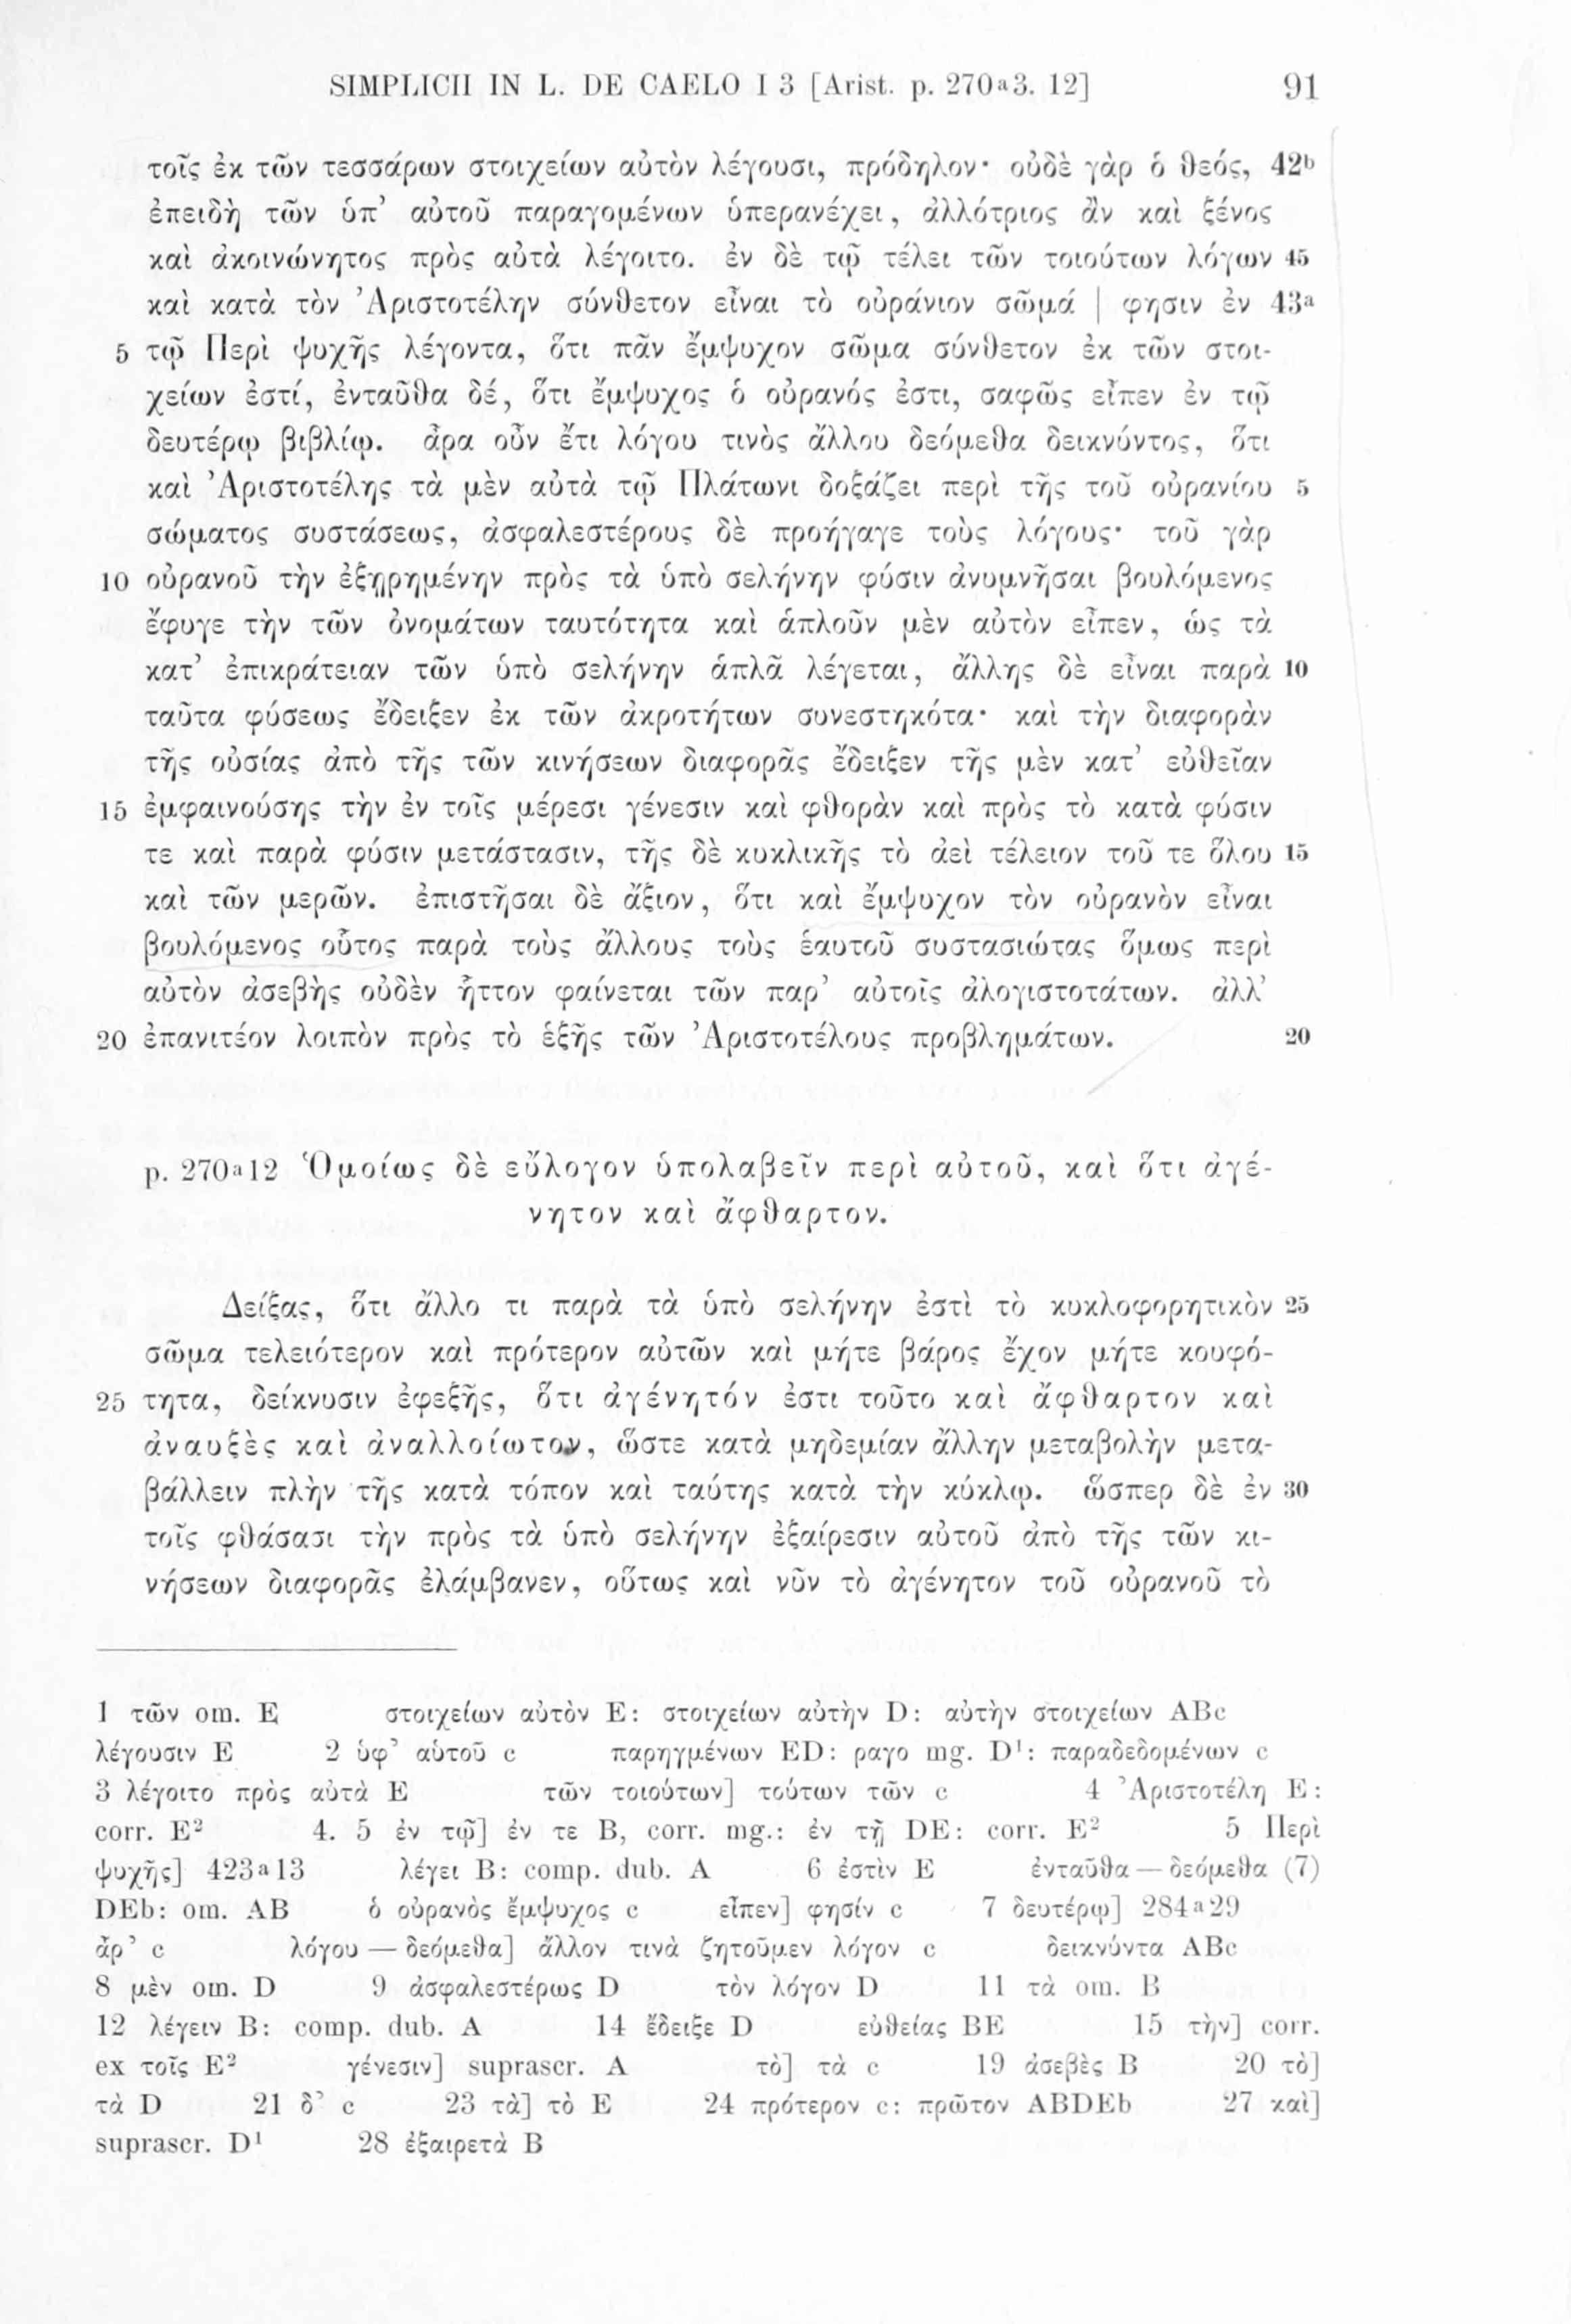 SIMPLICII IN L. DE CAELO I 3 [Arist. p. 270ª3. 12] 91
τοῖς ἐκ τῶν τεσσάρων στοιχείων αὐτὸν λέγουσι, πρόδηλον· οὐδὲ γὰρ ὁ θεός, 42ᵇ
ἐπειδὴ τῶν ὑπ’ αὐτοῦ παραγομένων ὑπερανέχει, ἀλλότριος ἂν καὶ ξένος
καὶ ἀκοινώνητος πρὸς αὐτὰ λέγοιτο. ἐν δὲ τῷ τέλει τῶν τοιούτων λόγων 45
καὶ κατὰ τὸν Ἀριστοτέλην σύνθετον εἶναι τὸ οὐράνιον σῶμά | φησιν ἐν 43ª
5 τῷ Περὶ ψυχῆς λέγοντα, ὅτι πᾶν ἔμψυχον σῶμα σύνθετον ἐκ τῶν στοι-
χείων ἐστί, ἐνταῦθα δέ, ὅτι ἔμψυχος ὁ οὐρανός ἐστι, σαφῶς εἶπεν ἐν τῷ
δευτέρῳ βιβλίῳ. ἆρα οὖν ἔτι λόγου τινὸς ἄλλου δεόμεθα δεικνύντος, ὅτι
καὶ Ἀριστοτέλης τὰ μὲν αὐτὰ τῷ Πλάτωνι δοξάζει περὶ τῆς τοῦ οὐρανίου 5
σώματος συστάσεως, ἀσφαλεστέρους δὲ προήγαγε τοὺς λόγους· τοῦ γὰρ
10 οὐρανοῦ τὴν ἐξῃρημένην πρὸς τὰ ὑπὸ σελήνην φύσιν ἀνυμνῆσαι βουλόμενος
ἔφυγε τὴν τῶν ὀνομάτων ταυτότητα καὶ ἁπλοῦν μὲν αὐτὸν εἶπεν, ὡς τὰ
κατ’ ἐπικράτειαν τῶν ὑπὸ σελήνην ἁπλᾶ λέγεται, ἄλλης δὲ εἶναι παρὰ 10
ταῦτα φύσεως ἔδειξεν ἐκ τῶν ἀκροτήτων συνεστηκότα· καὶ τὴν διαφορὰν
τῆς οὐσίας ἀπὸ τῆς τῶν κινήσεων διαφορᾶς ἔδειξεν τῆς μὲν κατ’ εὐθεῖαν
15 ἐμφαινούσης τὴν ἐν τοῖς μέρεσι γένεσιν καὶ φθορὰν καὶ πρὸς τὸ κατὰ φύσιν
τε καὶ παρὰ φύσιν μετάστασιν, τῆς δὲ κυκλικῆς τὸ ἀεὶ τέλειον τοῦ τε ὅλου 15
καὶ τῶν μερῶν. ἐπιστῆσαι δὲ ἄξιον, ὅτι καὶ ἔμψυχον τὸν οὐρανὸν εἶναι
βουλόμενος οὗτος παρὰ τοὺς ἄλλους τοὺς ἑαυτοῦ συστασιώτας ὅμως περὶ
αὐτὸν ἀσεβὴς οὐδὲν ἧττον φαίνεται τῶν παρ’ αὐτοῖς ἀλογιστοτάτων. ἀλλ’
20 ἐπανιτέον λοιπὸν πρὸς τὸ ἑξῆς τῶν Ἀριστοτέλους προβλημάτων. 20
p. 270ª12 Ὁμοίως δὲ εὔλογον ὑπολαβεῖν περὶ αὐτοῦ, καὶ ὅτι ἀγέ-
νητον καὶ ἄφθαρτον.
Δείξας, ὅτι ἄλλο τι παρὰ τὰ ὑπὸ σελήνην ἐστὶ τὸ κυκλοφορητικὸν 25
σῶμα τελειότερον καὶ πρότερον αὐτῶν καὶ μήτε βάρος ἔχον μήτε κουφό-
25 τητα, δείκνυσιν ἐφεξῆς, ὅτι ἀγένητόν ἐστι τοῦτο καὶ ἄφθαρτον καὶ
ἀναυξὲς καὶ ἀναλλοίωτον, ὥστε κατὰ μηδεμίαν ἄλλην μεταβολὴν μετα-
βάλλειν πλὴν τῆς κατὰ τόπον καὶ ταύτης κατὰ τὴν κύκλῳ. ὥσπερ δὲ ἐν 30
τοῖς φθάσασι τὴν πρὸς τὰ ὑπὸ σελήνην ἐξαίρεσιν αὐτοῦ ἀπὸ τῆς τῶν κι-
νήσεων διαφορᾶς ἐλάμβανεν, οὕτως καὶ νῦν τὸ ἀγένητον τοῦ οὐρανοῦ τὸ
1 τῶν om. E στοιχείων αὐτὸν E: στοιχείων αὐτὴν D: αὐτὴν στοιχείων ABc
λέγουσιν E 2 ὑφ’ αὑτοῦ c παρηγμένων ED: ραγο mg. D¹: παραδεδομένων c
3 λέγοιτο πρὸς αὐτὰ E τῶν τοιούτων] τούτων τῶν c 4 Ἀριστοτέλη E:
corr. E² 4. 5 ἐν τῷ] ἐν τε B, corr. mg.: ἐν τῇ DE: corr. E² 5 Περὶ
ψυχῆς] 423ª13 λέγει B: comp. dub. A 6 ἐστὶν E ἐνταῦθα — δεόμεθα (7)
DEb: om. AB ὁ οὐρανὸς ἔμψυχος c εἶπεν] φησίν c 7 δευτέρῳ] 284ª29
ἆρ’ c λόγου — δεόμεθα] ἄλλον τινὰ ζητοῦμεν λόγον c δεικνύντα ABc
8 μὲν om. D 9 ἀσφαλεστέρως D τὸν λόγον D 11 τὰ om. B
12 λέγειν B: comp. dub. A 14 ἔδειξε D εὐθείας BE 15 τὴν] corr.
ex τοῖς E² γένεσιν] suprascr. A τὸ] τὰ c 19 ἀσεβὲς B 20 τὸ]
τὰ D 21 δ’ c 23 τὰ] τὸ E 24 πρότερον c: πρῶτον ABDEb 27 καὶ]
suprascr. D¹ 28 ἐξαιρετὰ B